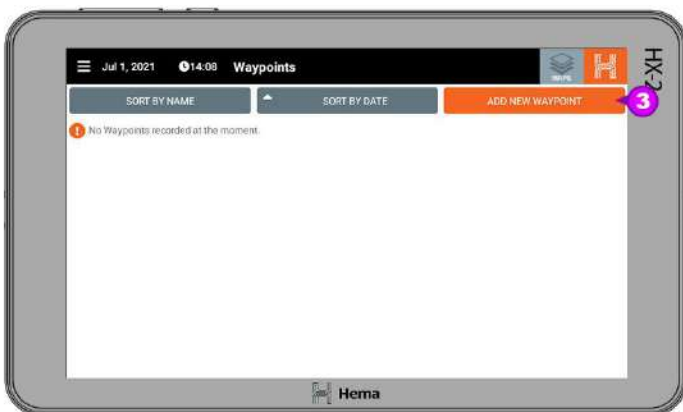 Jul 1, 2021 14:08 Waypoints MAPS H
HX-2
SORT BY NAME SORT BY DATE ADD NEW WAYPOINT 3
! No Waypoints recorded at the moment.
Hema